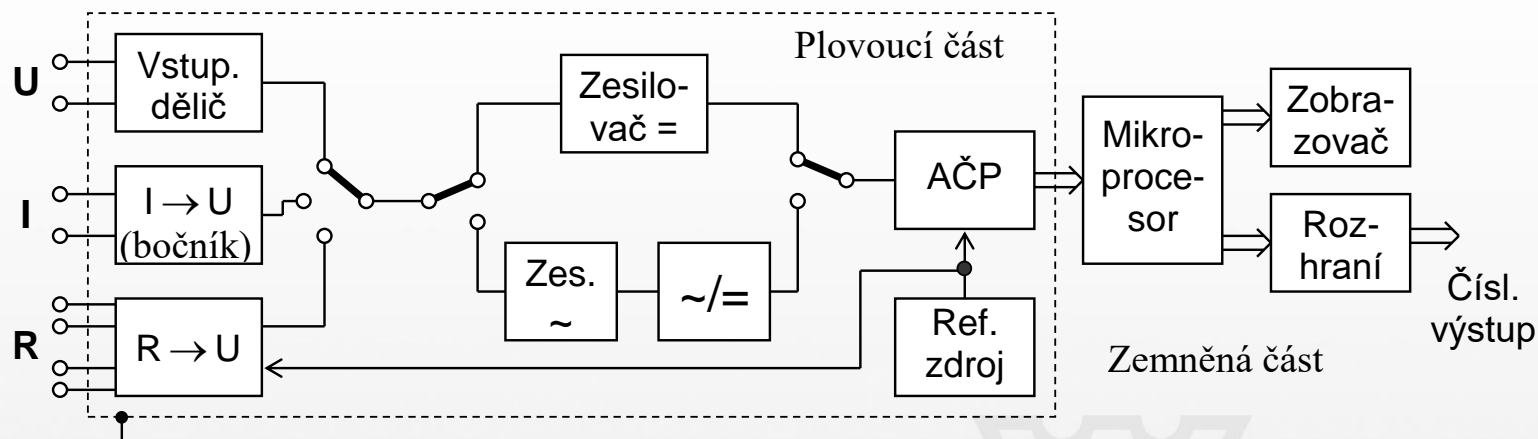 Plovoucí část
U
Vstup.
dělič
Zesilo-
vač =
I
I → U
(bočník)
R
R → U
Zes.
~
~/=
AČP
Ref.
zdroj
Mikro-
proce-
sor
Zobra-
zovač
Roz-
hraní
Čísl.
výstup
Zemněná část